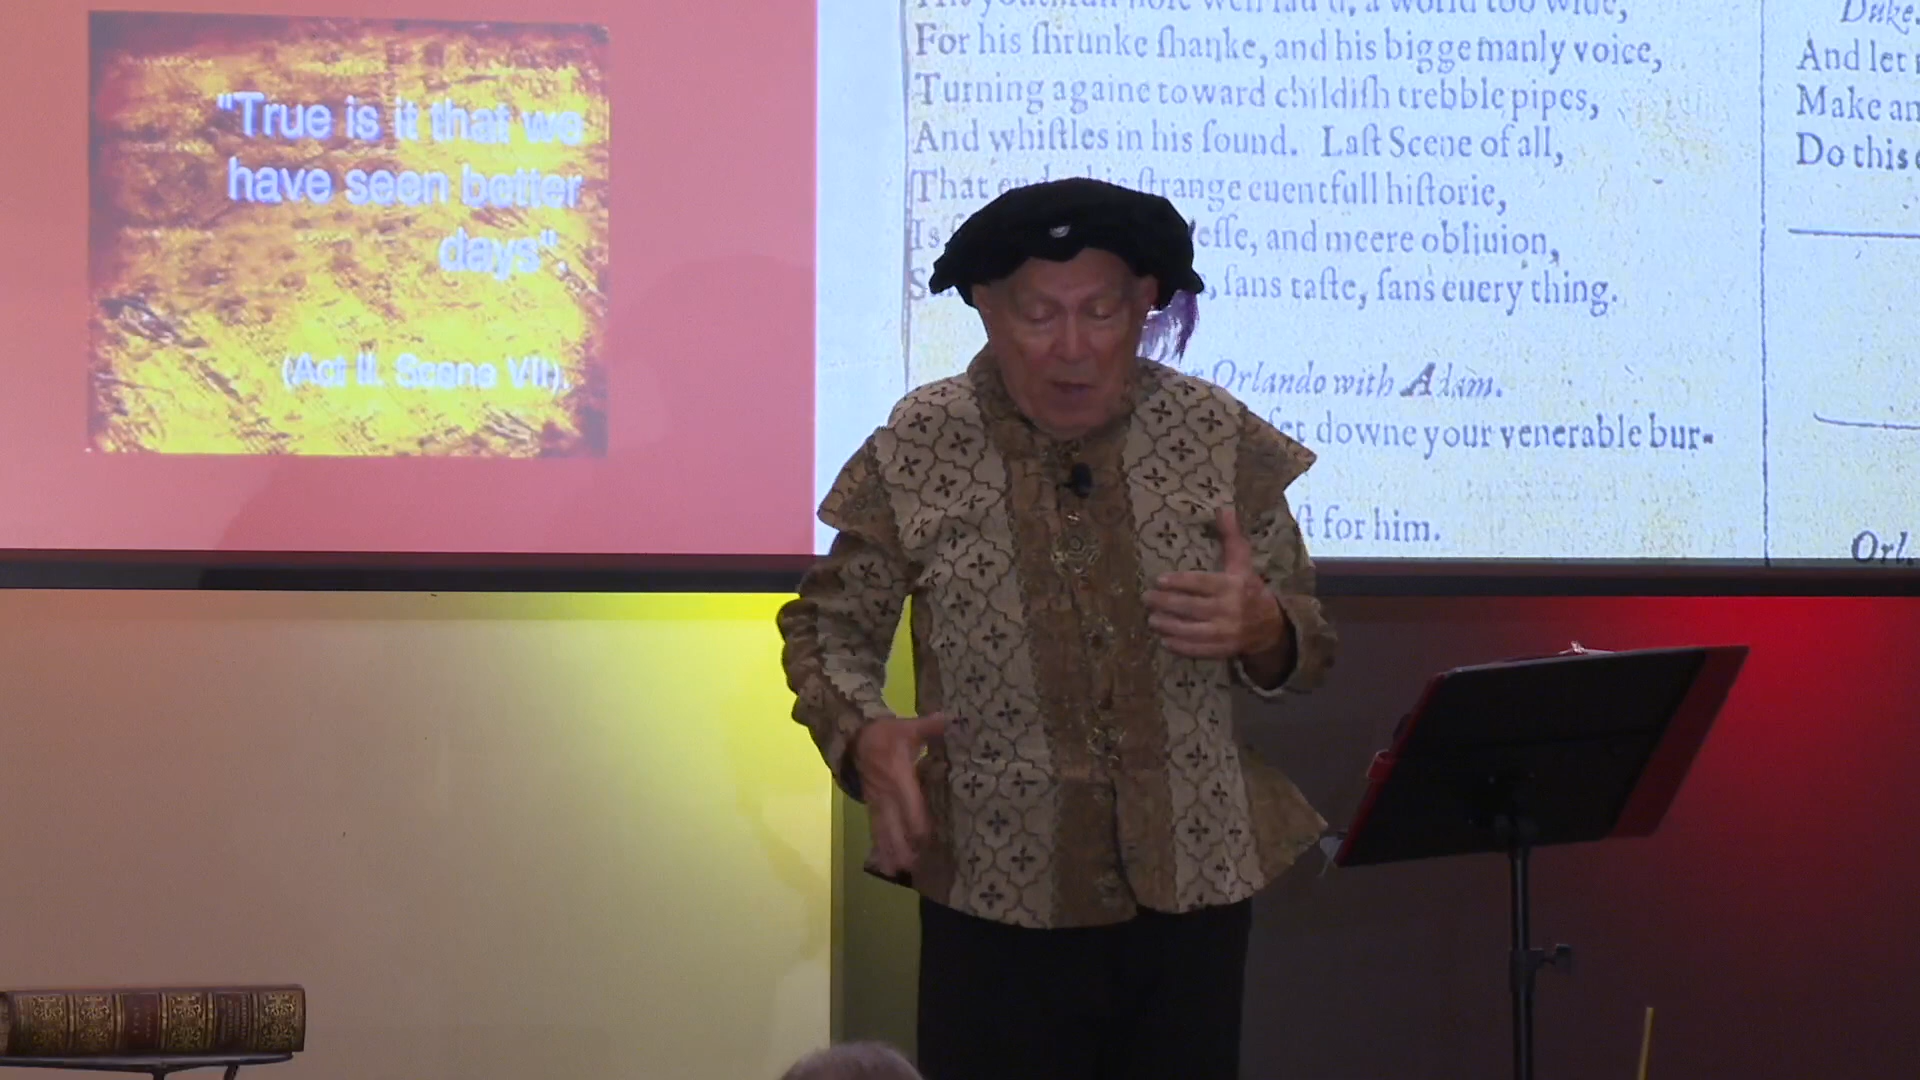 "True is it that we
have seen better
days".
(Act II. Scene VII).
For his ſhrunke ſhanke, and his bigge manly voice,
Turning againe toward childiſh trebble pipes,
And whiſtles in his ſound. Laſt Scene of all,
That ſtrange euentfull hiſtorie,
Is eſſe, and meere obliuion,
, ſans taſte, ſans euery thing.
Orlando with Adam.
downe your venerable bur-
ſt for him.
Duke.
And let
Make an
Do this
Orl.